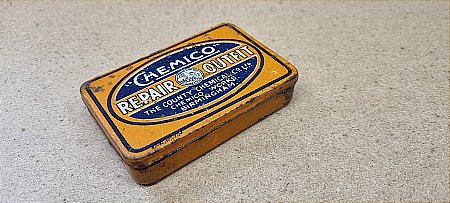 "CHEMICO"
REPAIR OUTFIT
THE COUNTY CHEMICAL CO. LTD.
CHEMICO WORKS
BIRMINGHAM.